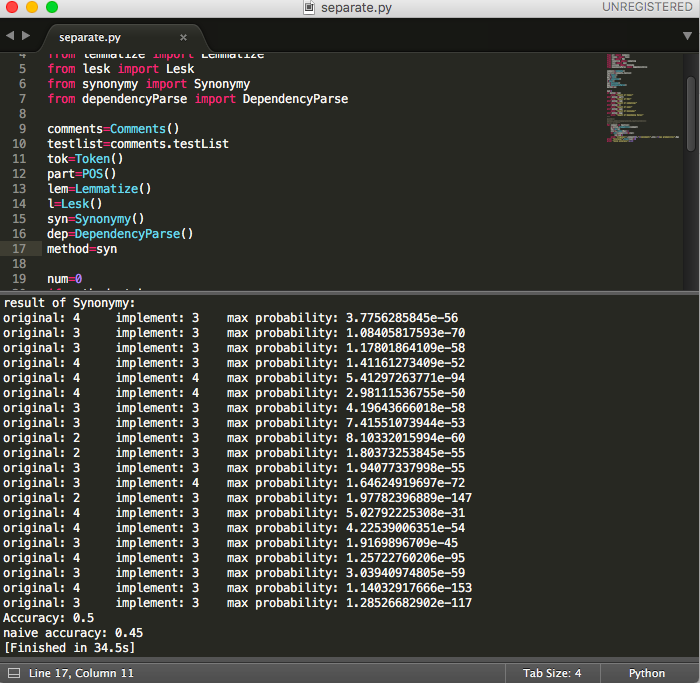 separate.py
UNREGISTERED
separate.py ×
4 from lemmatize import Lemmatize
5 from lesk import Lesk
6 from synonymy import Synonymy
7 from dependencyParse import DependencyParse
8
9 comments=Comments()
10 testlist=comments.testList
11 tok=Token()
12 part=POS()
13 lem=Lemmatize()
14 l=Lesk()
15 syn=Synonymy()
16 dep=DependencyParse()
17 method=syn
18
19 num=0
result of Synonymy:
original: 4 implement: 3 max probability: 3.7756285845e-56
original: 3 implement: 3 max probability: 1.08405817593e-70
original: 3 implement: 3 max probability: 1.17801864109e-58
original: 4 implement: 3 max probability: 1.41161273409e-52
original: 4 implement: 4 max probability: 5.41297263771e-94
original: 4 implement: 4 max probability: 2.98111536755e-50
original: 3 implement: 3 max probability: 4.19643666018e-58
original: 3 implement: 3 max probability: 7.41551073944e-53
original: 2 implement: 3 max probability: 8.10332015994e-60
original: 2 implement: 3 max probability: 1.80373253845e-55
original: 3 implement: 3 max probability: 1.94077337998e-55
original: 3 implement: 4 max probability: 1.64624919697e-72
original: 2 implement: 3 max probability: 1.97782396889e-147
original: 4 implement: 3 max probability: 5.02792225308e-31
original: 4 implement: 3 max probability: 4.22539006351e-54
original: 3 implement: 3 max probability: 1.9169896709e-45
original: 4 implement: 3 max probability: 1.25722760206e-95
original: 3 implement: 3 max probability: 3.03940974805e-59
original: 4 implement: 3 max probability: 1.14032917666e-153
original: 3 implement: 3 max probability: 1.28526682902e-117
Accuracy: 0.5
naive accuracy: 0.45
[Finished in 34.5s]
Line 17, Column 11
Tab Size: 4
Python